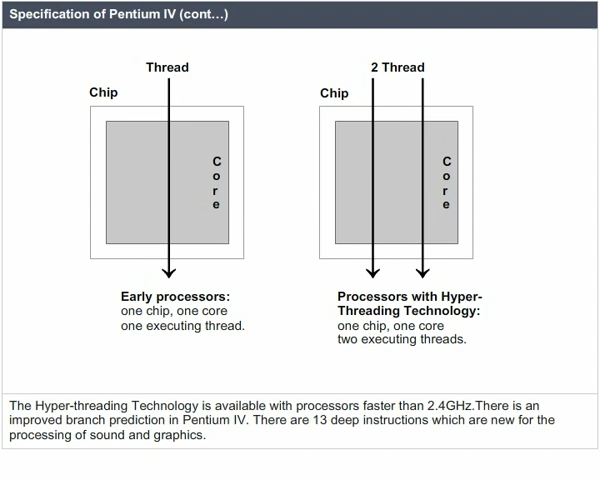 Specification of Pentium IV (cont…)
Thread
Chip
C
o
r
e
Early processors:
one chip, one core
one executing thread.
2 Thread
Chip
C
o
r
e
Processors with Hyper-
Threading Technology:
one chip, one core
two executing threads.
The Hyper-threading Technology is available with processors faster than 2.4GHz.There is an
improved branch prediction in Pentium IV. There are 13 deep instructions which are new for the
processing of sound and graphics.